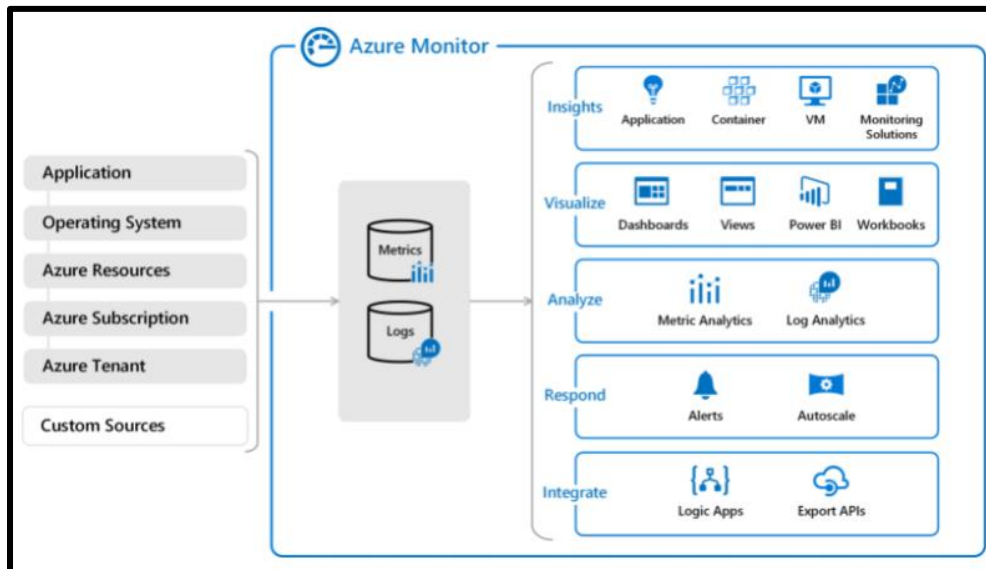 Azure Monitor
Application
Operating System
Azure Resources
Azure Subscription
Azure Tenant
Custom Sources
Metrics
Logs
Insights
Application
Container
VM
Monitoring
Solutions
Visualize
Dashboards
Views
Power BI
Workbooks
Analyze
Metric Analytics
Log Analytics
Respond
Alerts
Autoscale
Integrate
Logic Apps
Export APIs